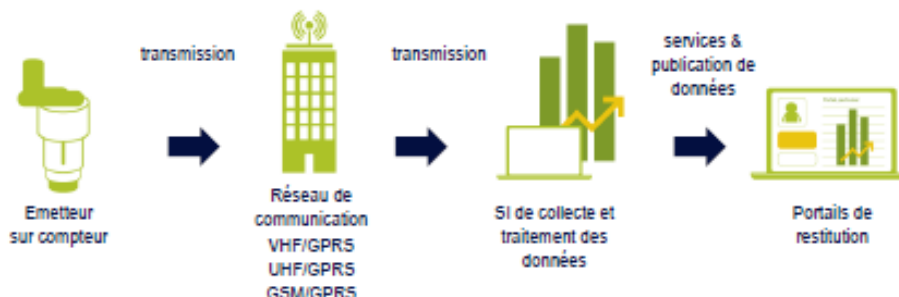 transmission
transmission
services &
publication de
données
Emetteur
sur compteur
Réseau de
communication
VHF/GPRS
UHF/GPRS
GSM/GPRS
SI de collecte et
traitement des
données
Portails de
restitution